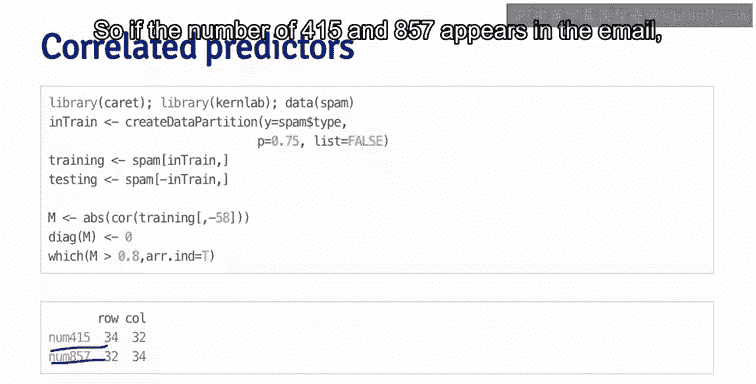 So if the number of 415 and 857 appears in the email,
Correlated predictors
library(caret); library(kernlab); data(spam)
inTrain <- createDataPartition(y=spam$type,
p=0.75, list=FALSE)
training <- spam[inTrain,]
testing <- spam[-inTrain,]
M <- abs(cor(training[,-58]))
diag(M) <- 0
which(M > 0.8,arr.ind=T)
row col
num415 34 32
num857 32 34